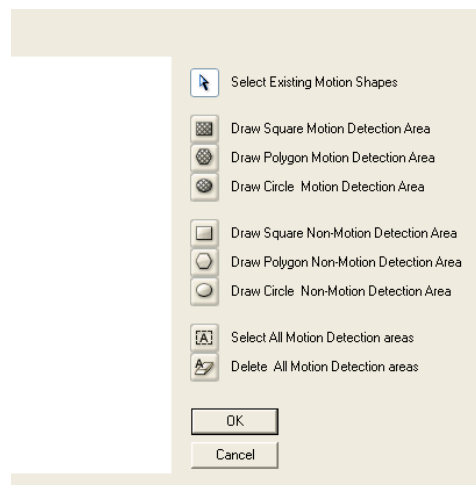 Select Existing Motion Shapes
Draw Square Motion Detection Area
Draw Polygon Motion Detection Area
Draw Circle Motion Detection Area
Draw Square Non-Motion Detection Area
Draw Polygon Non-Motion Detection Area
Draw Circle Non-Motion Detection Area
A
Select All Motion Detection areas
A
Delete All Motion Detection areas
OK
Cancel